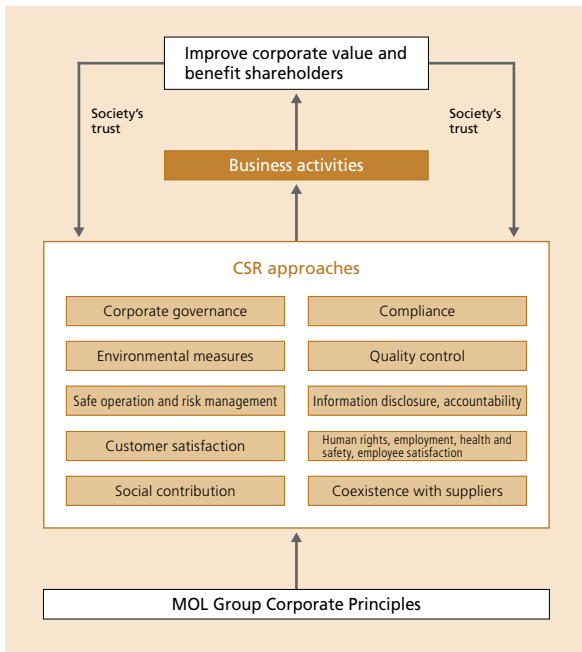 Improve corporate value and
benefit shareholders
Society's
trust
Society's
trust
Business activities
CSR approaches
Corporate governance
Compliance
Environmental measures
Quality control
Safe operation and risk management
Information disclosure, accountability
Customer satisfaction
Human rights, employment, health and
safety, employee satisfaction
Social contribution
Coexistence with suppliers
MOL Group Corporate Principles